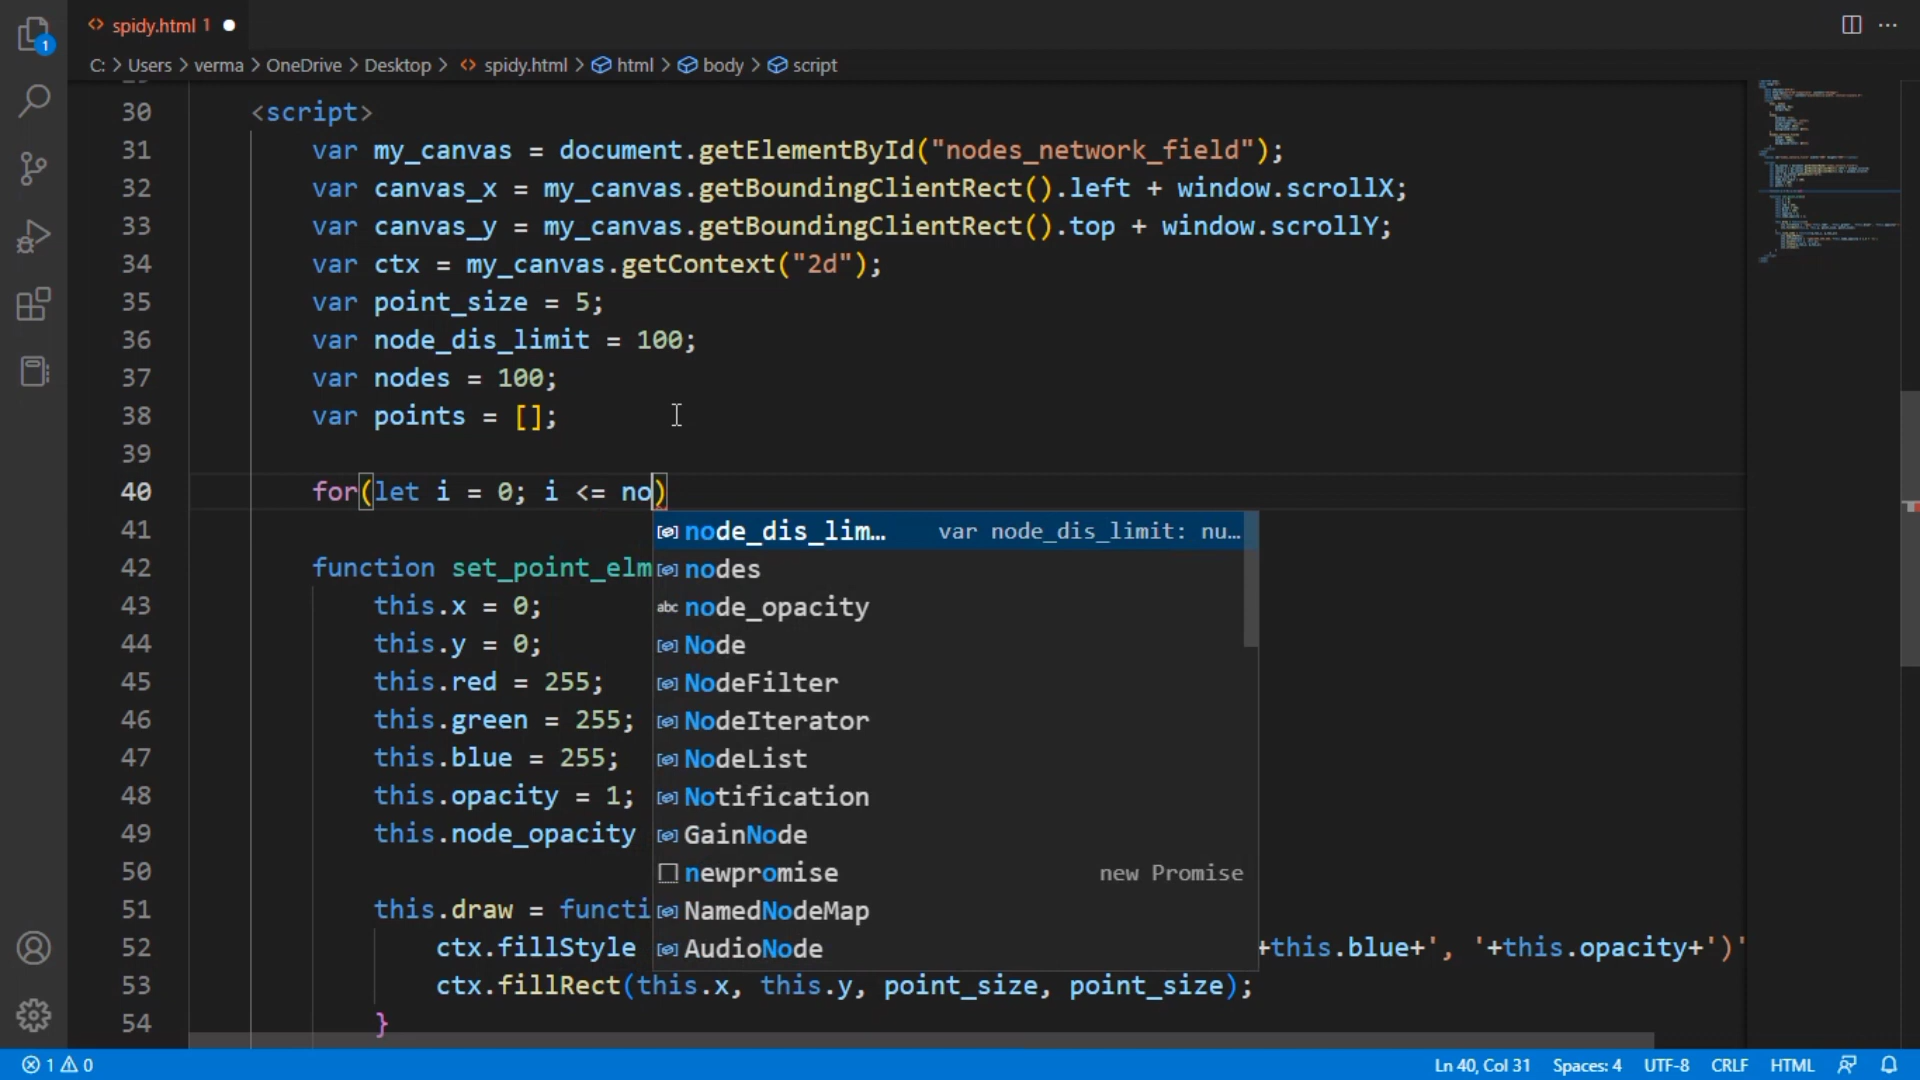 spidy.html 1
C: > Users > verma > OneDrive > Desktop > spidy.html > html > body > script
1
30 <script>
31 var my_canvas = document.getElementById("nodes_network_field");
32 var canvas_x = my_canvas.getBoundingClientRect().left + window.scrollX;
33 var canvas_y = my_canvas.getBoundingClientRect().top + window.scrollY;
34 var ctx = my_canvas.getContext("2d");
35 var point_size = 5;
36 var node_dis_limit = 100;
37 var nodes = 100;
38 var points = [];
39
40 for(let i = 0; i <= no)
41 node_dis_lim… var node_dis_limit: nu…
42 function set_point_elm nodes
43 this.x = 0; abc node_opacity
44 this.y = 0; Node
45 this.red = 255; NodeFilter
46 this.green = 255; NodeIterator
47 this.blue = 255; NodeList
48 this.opacity = 1; Notification
49 this.node_opacity GainNode
50 newpromise new Promise
51 this.draw = functi NamedNodeMap
52 ctx.fillStyle AudioNode +this.blue+', '+this.opacity+')'
53 ctx.fillRect(this.x, this.y, point_size, point_size);
54 }
1 0 Ln 40, Col 31 Spaces: 4 UTF-8 CRLF HTML